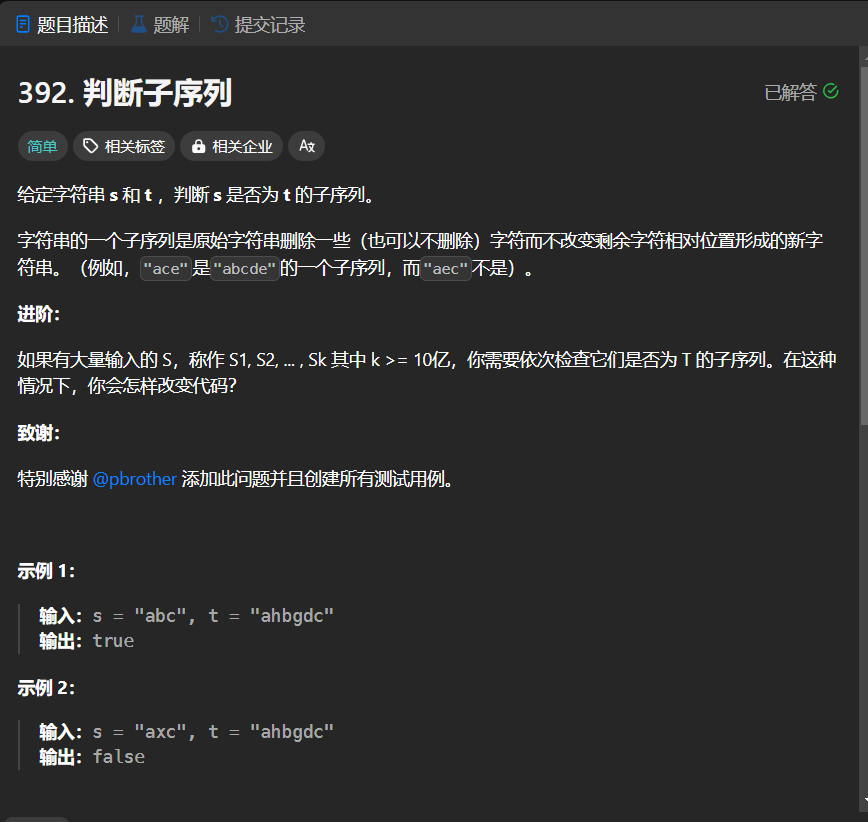 题目描述 题解 提交记录
392. 判断子序列
已解答
简单 相关标签 相关企业 Aあ
给定字符串 s 和 t ，判断 s 是否为 t 的子序列。
字符串的一个子序列是原始字符串删除一些（也可以不删除）字符而不改变剩余字符相对位置形成的新字
符串。（例如，"ace"是"abcde"的一个子序列，而"aec"不是）。
进阶：
如果有大量输入的 S，称作 S1, S2, ... , Sk 其中 k >= 10亿，你需要依次检查它们是否为 T 的子序列。在这种
情况下，你会怎样改变代码？
致谢：
特别感谢 @pbrother 添加此问题并且创建所有测试用例。
示例 1：
输入：s = "abc", t = "ahbgdc"
输出：true
示例 2：
输入：s = "axc", t = "ahbgdc"
输出：false